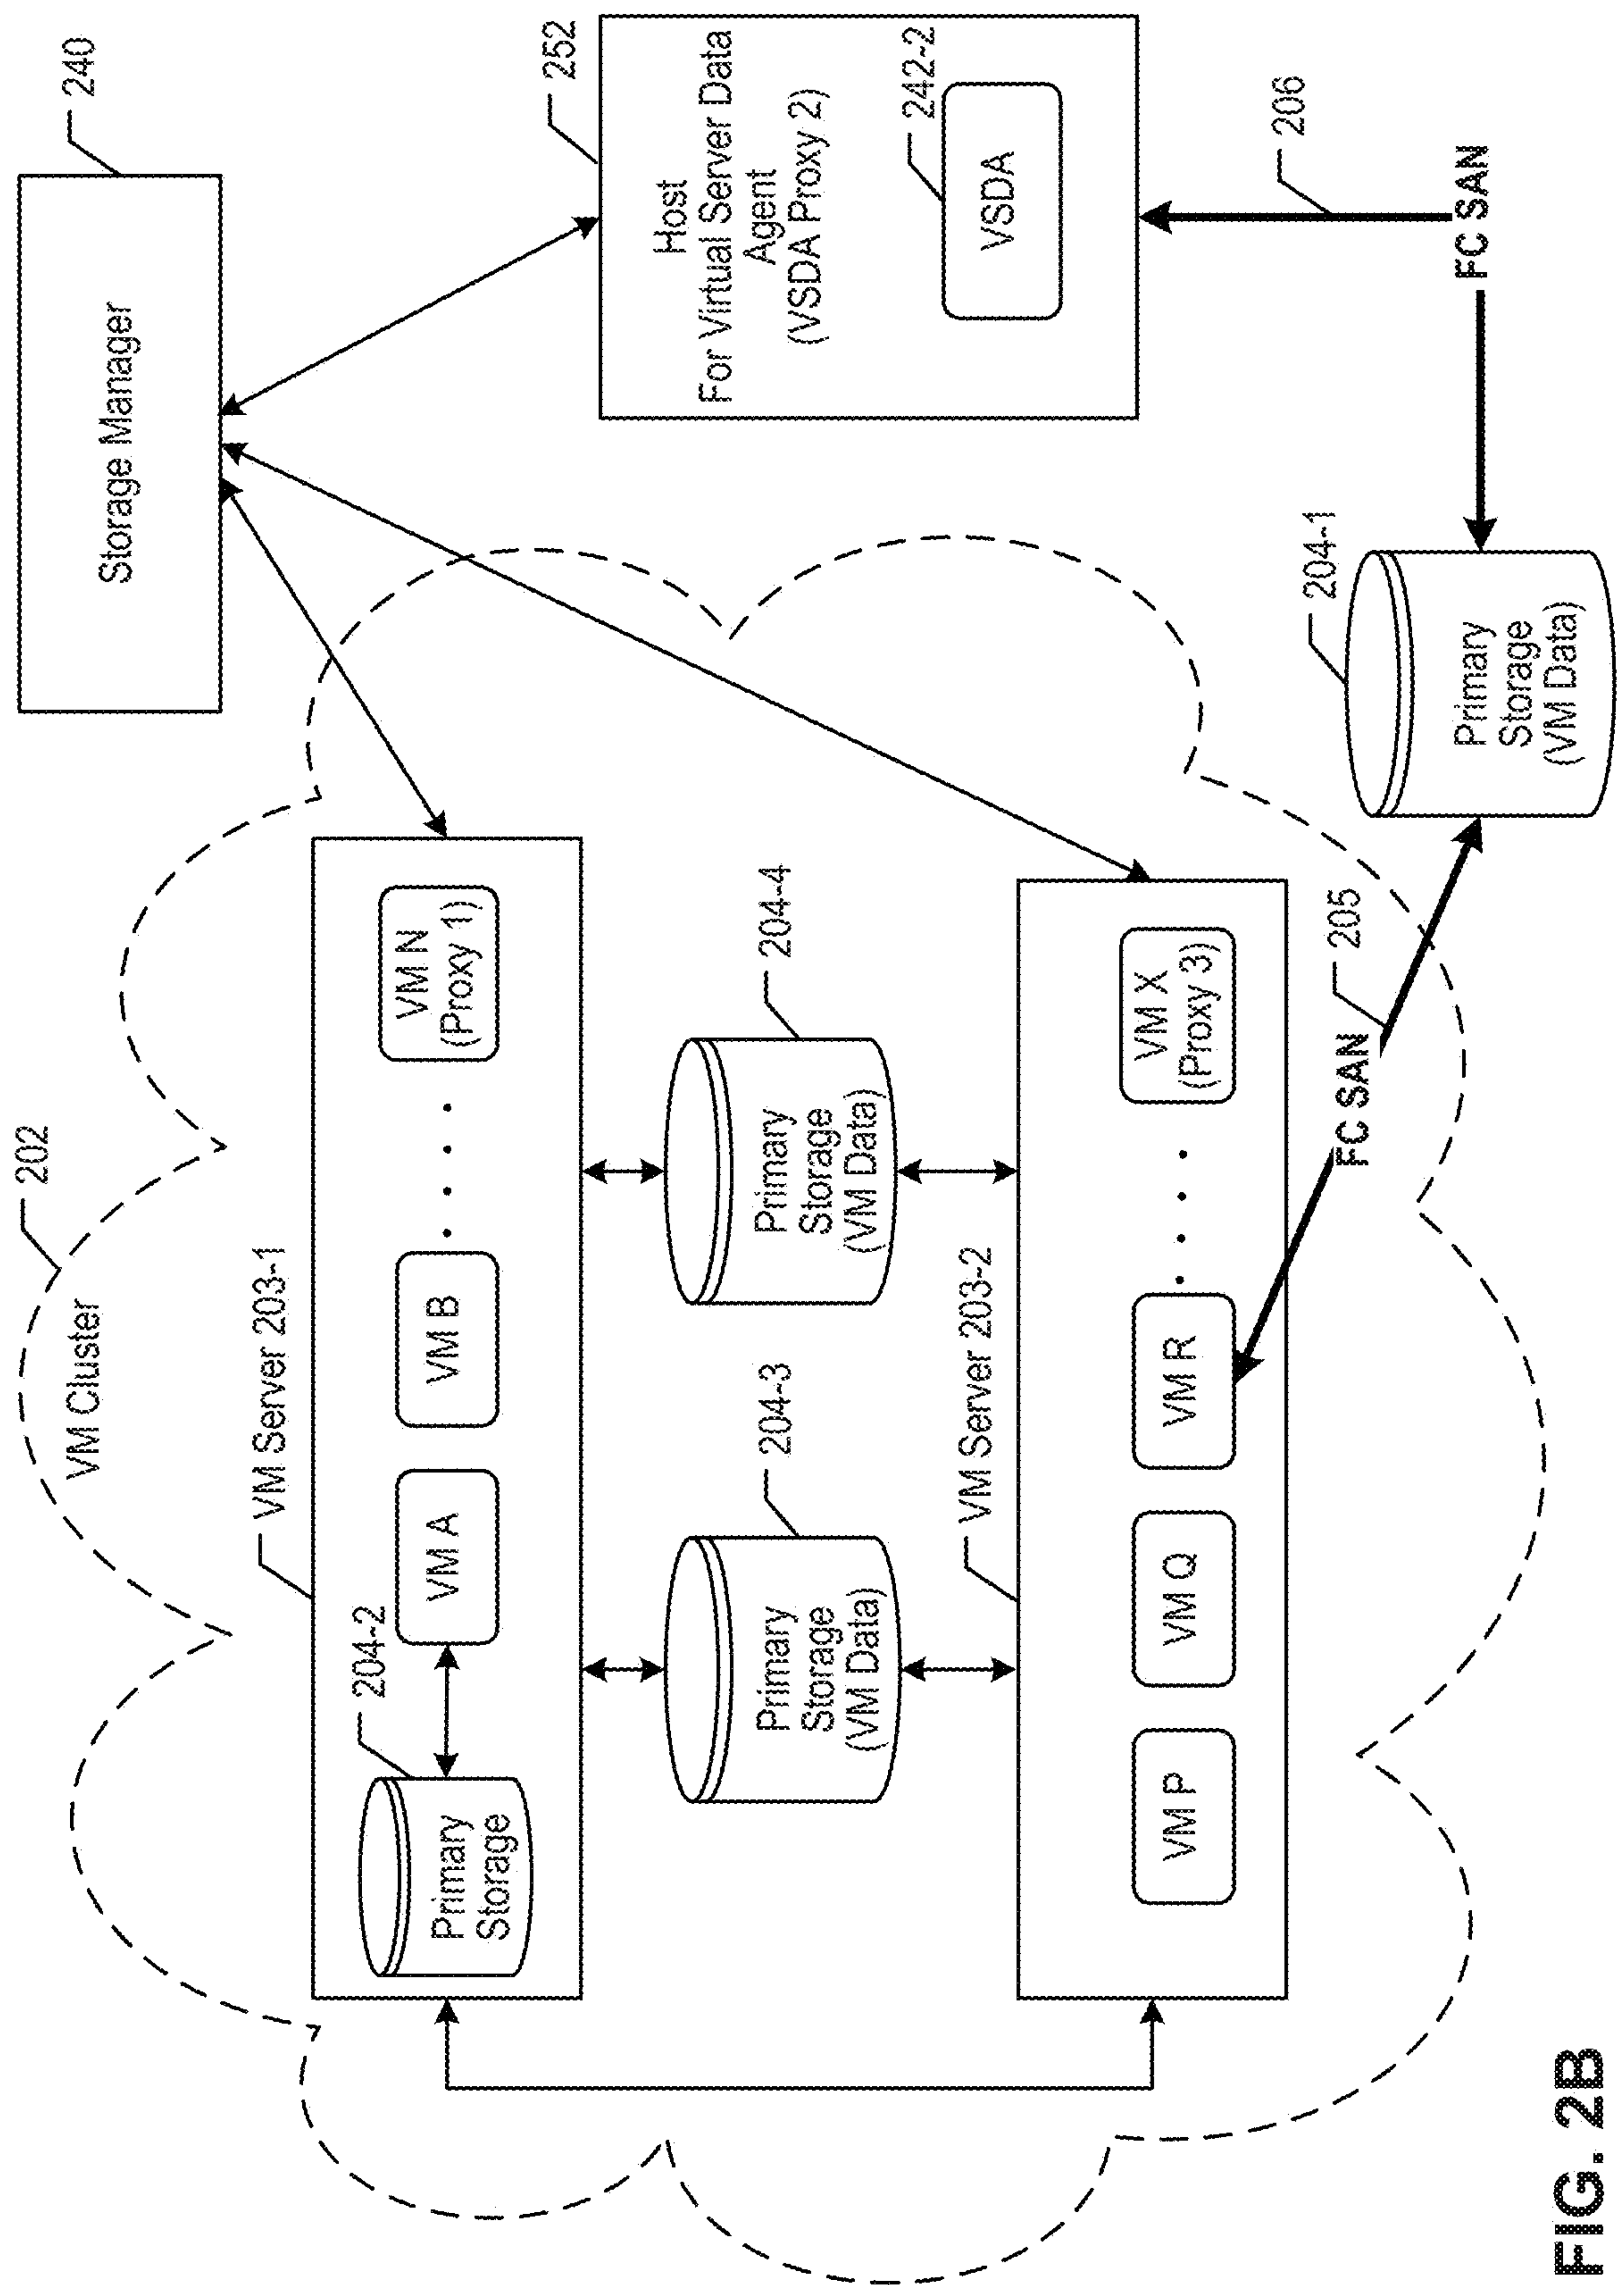 202
VM Cluster
240
Storage Manager
VM Server 203-1
204-2
Primary
Storage
VM A
VM B
VM N
(Proxy 1)
252
Host
For Virtual Server Data
Agent
(VSDA Proxy 2)
242-2
VSDA
204-3
Primary
Storage
(VM Data)
204-4
Primary
Storage
(VM Data)
VM Server 203-2
VM P
VM Q
VM R
VM X
(Proxy 3)
206
FC SAN
205
FC SAN
204-1
Primary
Storage
(VM Data)
FIG. 2B